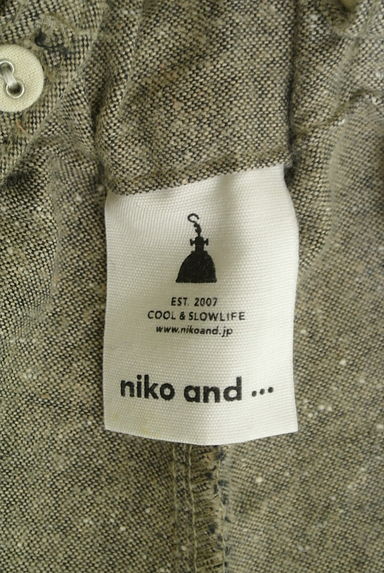 EST. 2007
COOL & SLOWLIFE
www.nikoand.jp
niko and ...